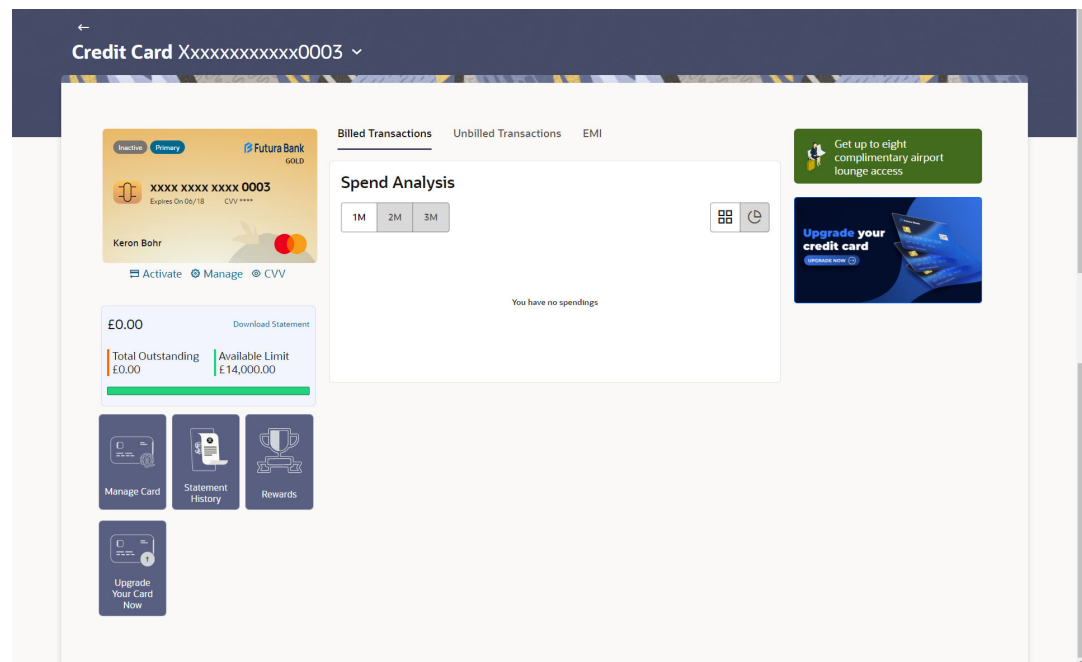 Credit Card Xxxxxxxxxxxx0003
Inactive Primary
Futura Bank
GOLD
XXXX XXXX XXXX 0003
Expires On 06/18 CVV ****
Keron Bohr
Activate Manage CVV
£0.00 Download Statement
Total Outstanding
£0.00
Available Limit
£14,000.00
Manage Card
Statement
History
Rewards
Upgrade
Your Card
Now
Billed Transactions Unbilled Transactions EMI
Spend Analysis
1M 2M 3M
You have no spendings
Get up to eight
complimentary airport
lounge access
Upgrade your
credit card
UPGRADE NOW